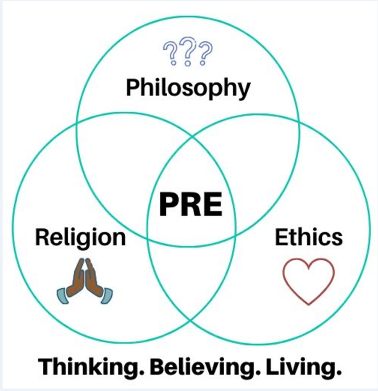 ???
Philosophy
PRE
Religion
Ethics
Thinking. Believing. Living.